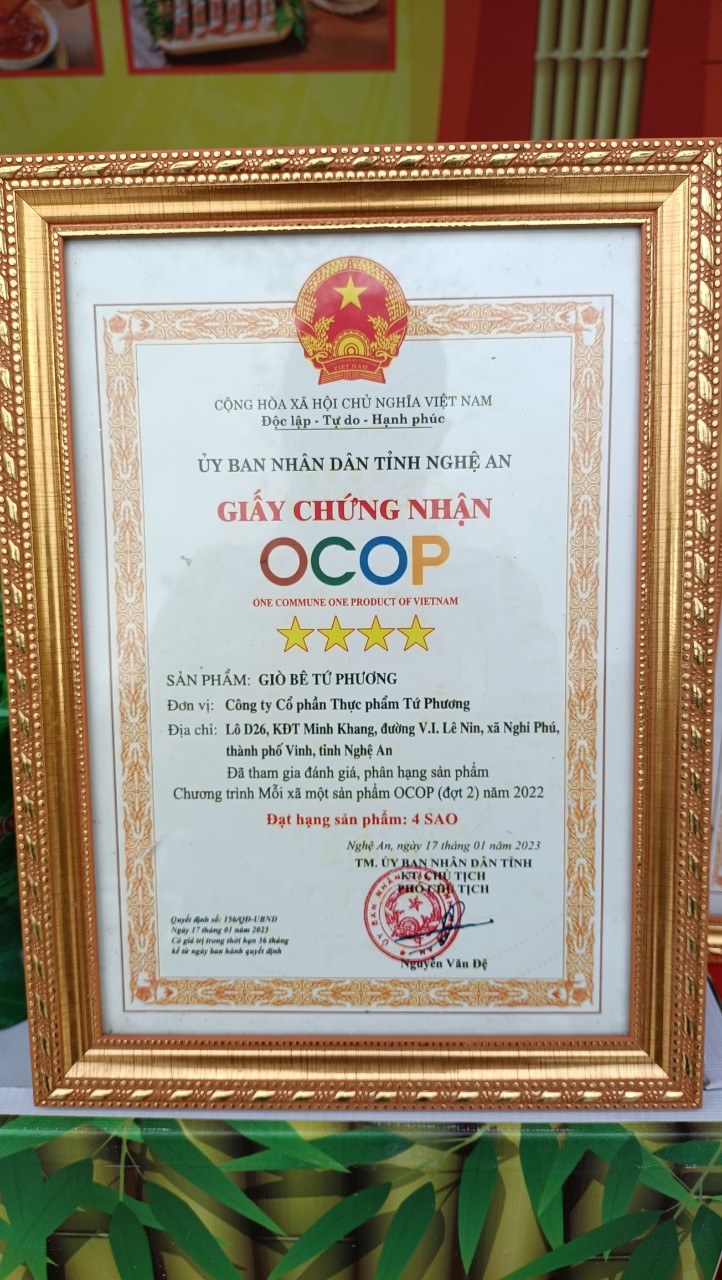 VIỆT NAM
CỘNG HÒA XÃ HỘI CHỦ NGHĨA VIỆT NAM
Độc lập - Tự do - Hạnh phúc
ỦY BAN NHÂN DÂN TỈNH NGHỆ AN
GIẤY CHỨNG NHẬN
OCOP
ONE COMMUNE ONE PRODUCT OF VIETNAM
SẢN PHẨM: GIÒ BÊ TỨ PHƯƠNG
Đơn vị: Công ty Cổ phần Thực phẩm Tứ Phương
Địa chỉ: Lô D26, KĐT Minh Khang, đường V.I. Lê Nin, xã Nghi Phú,
thành phố Vinh, tỉnh Nghệ An
Đã tham gia đánh giá, phân hạng sản phẩm
Chương trình Mỗi xã một sản phẩm OCOP (đợt 2) năm 2022
Đạt hạng sản phẩm: 4 SAO
Nghệ An, ngày 17 tháng 01 năm 2023
TM. ỦY BAN NHÂN DÂN TỈNH
KT. CHỦ TỊCH
PHÓ CHỦ TỊCH
Quyết định số: 156/QĐ-UBND
Ngày 17 tháng 01 năm 2023
Có giá trị trong thời hạn 36 tháng
kể từ ngày ban hành quyết định
Nguyễn Văn Đệ